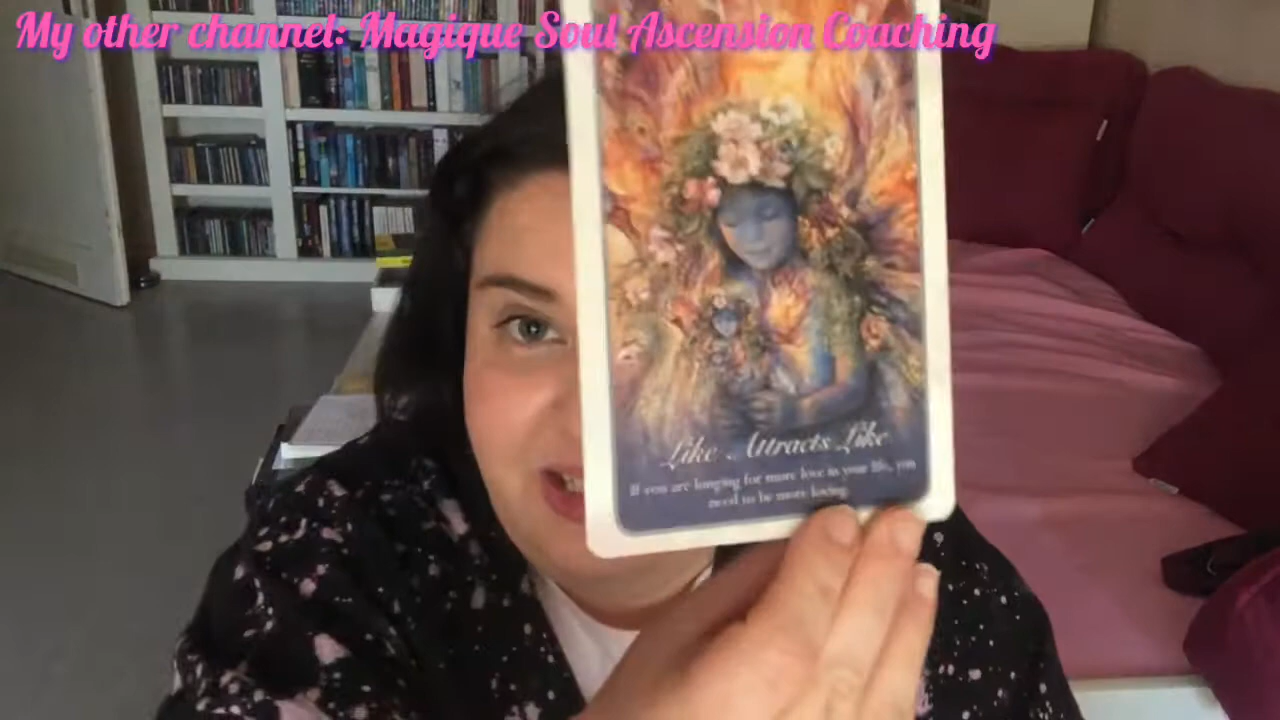 My other channel: Magique Soul Ascension Coaching
Like Attracts Like
If you are longing for more love in your life, you
need to be more loving.